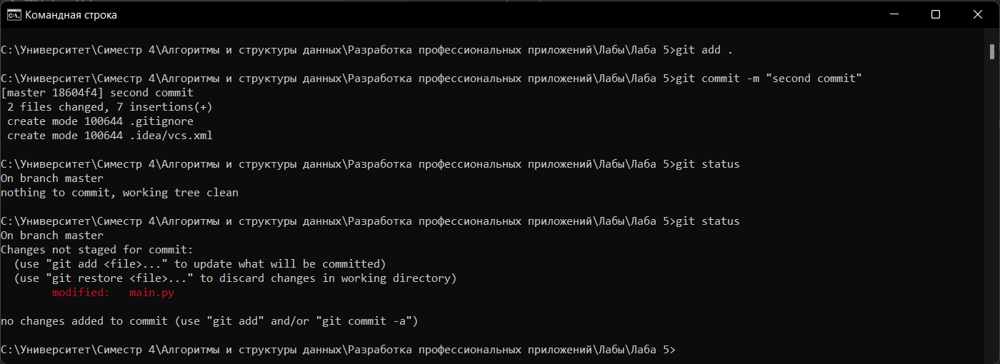 Командная строка
C:\Университет\Симестр 4\Алгоритмы и структуры данных\Разработка профессиональных приложений\Лабы\Лаба 5>git add .
C:\Университет\Симестр 4\Алгоритмы и структуры данных\Разработка профессиональных приложений\Лабы\Лаба 5>git commit -m "second commit"
[master 18604f4] second commit
 2 files changed, 7 insertions(+)
 create mode 100644 .gitignore
 create mode 100644 .idea/vcs.xml
C:\Университет\Симестр 4\Алгоритмы и структуры данных\Разработка профессиональных приложений\Лабы\Лаба 5>git status
On branch master
nothing to commit, working tree clean
C:\Университет\Симестр 4\Алгоритмы и структуры данных\Разработка профессиональных приложений\Лабы\Лаба 5>git status
On branch master
Changes not staged for commit:
  (use "git add <file>..." to update what will be committed)
  (use "git restore <file>..." to discard changes in working directory)
        modified:   main.py
no changes added to commit (use "git add" and/or "git commit -a")
C:\Университет\Симестр 4\Алгоритмы и структуры данных\Разработка профессиональных приложений\Лабы\Лаба 5>